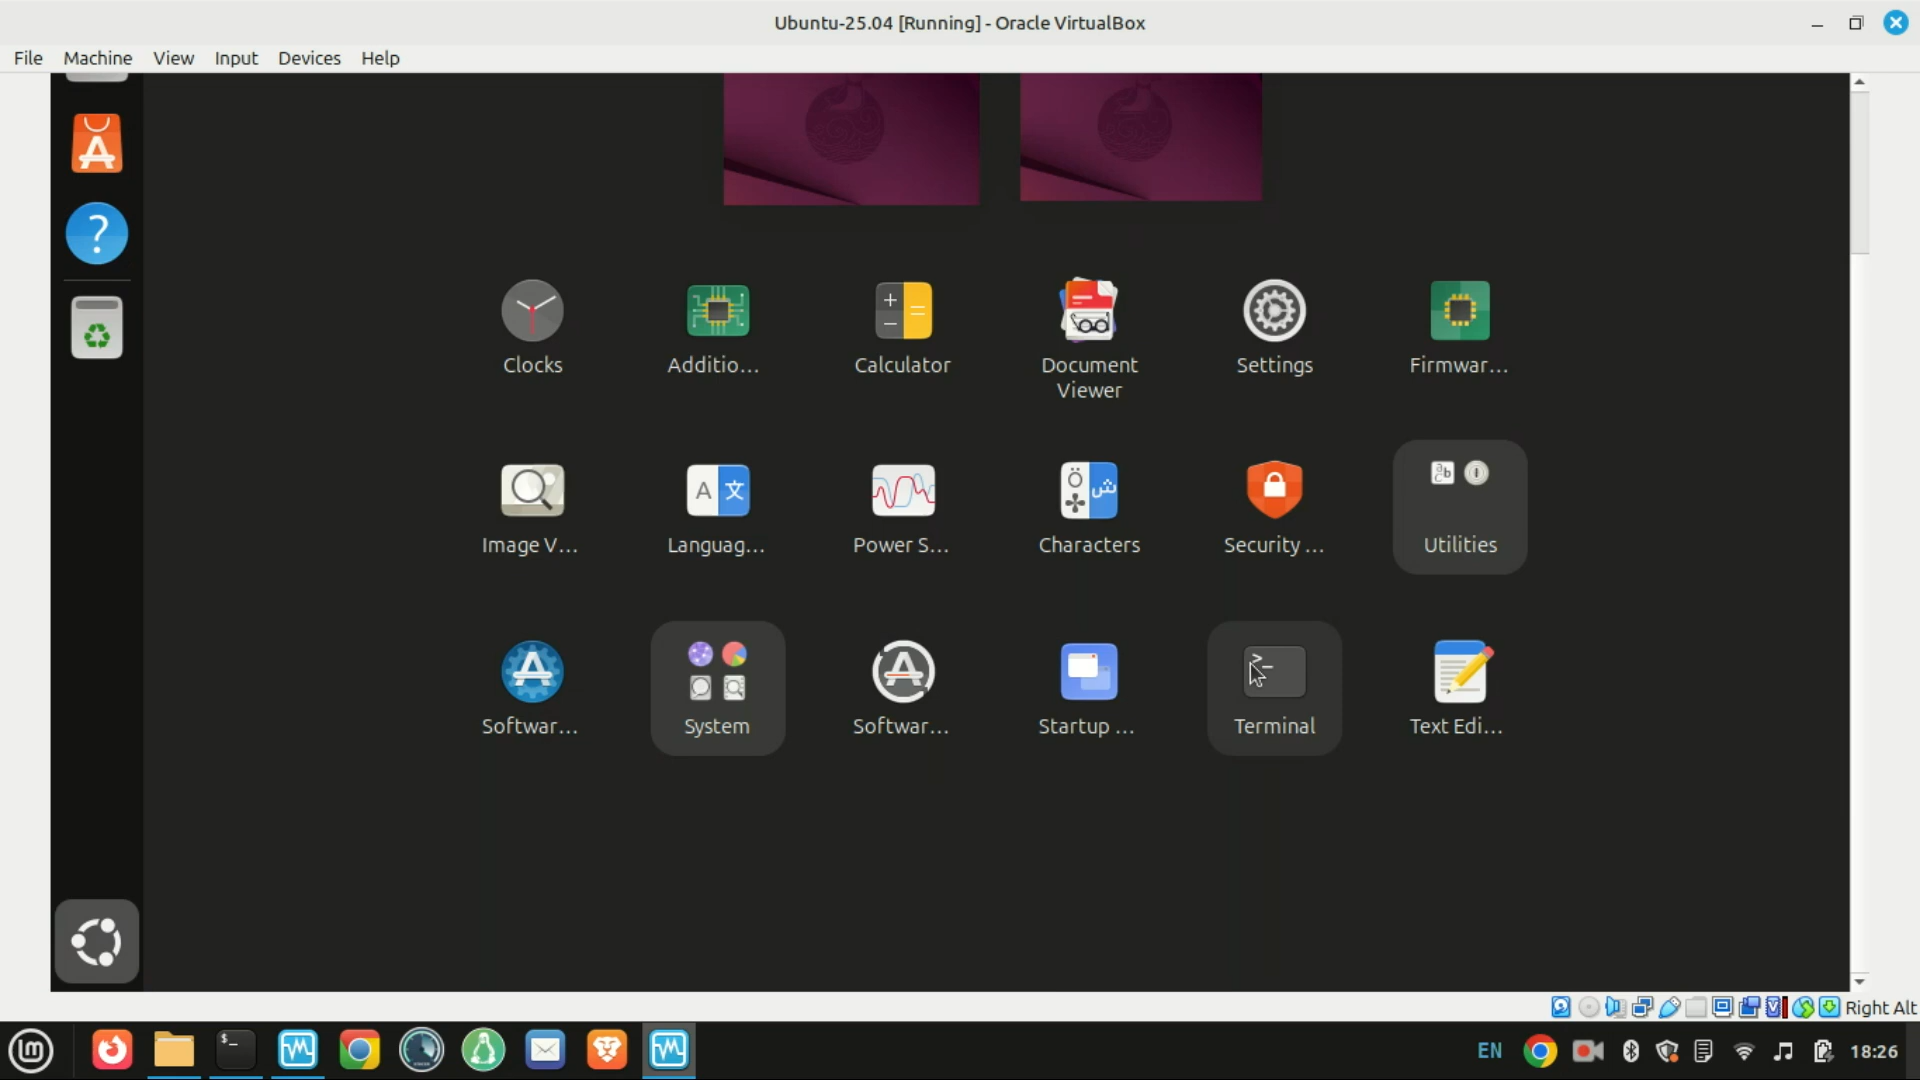 Ubuntu-25.04 [Running] - Oracle VirtualBox
File Machine View Input Devices Help
Clocks
Additio...
Calculator
Document
Viewer
Settings
Firmwar...
Image V...
Languag...
Power S...
Characters
Security ...
Utilities
Softwar...
System
Softwar...
Startup ...
Terminal
Text Edi...
Right Alt
EN
18:26